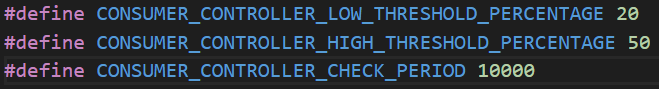 #define CONSUMER_CONTROLLER_LOW_THRESHOLD_PERCENTAGE 20
#define CONSUMER_CONTROLLER_HIGH_THRESHOLD_PERCENTAGE 50
#define CONSUMER_CONTROLLER_CHECK_PERIOD 10000